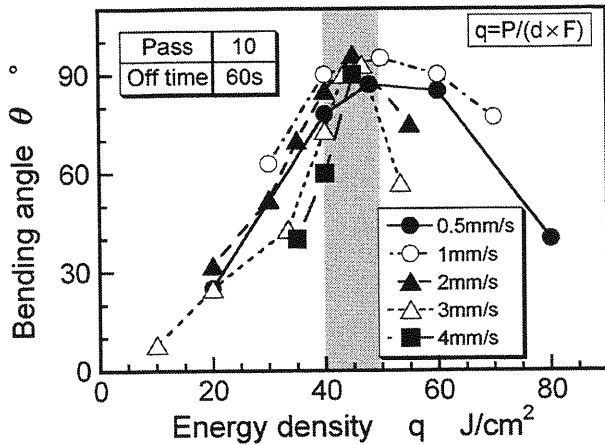 Pass 10
Off time 60s
q=P/(d×F)
Bending angle θ °
90
60
30
0
0.5mm/s
1mm/s
2mm/s
3mm/s
4mm/s
0 20 40 60 80
Energy density q J/cm²